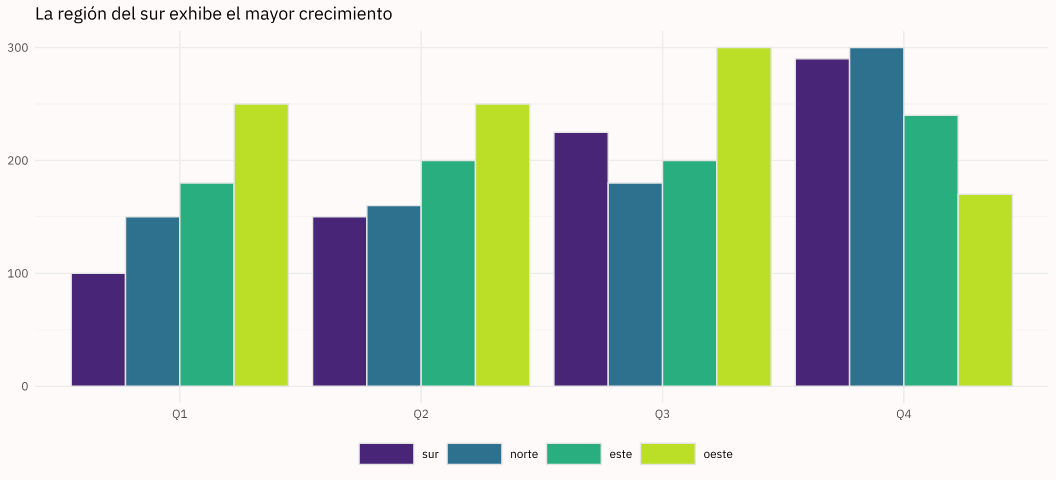 La región del sur exhibe el mayor crecimiento
300
200
100
0
Q1 Q2 Q3 Q4
sur norte este oeste